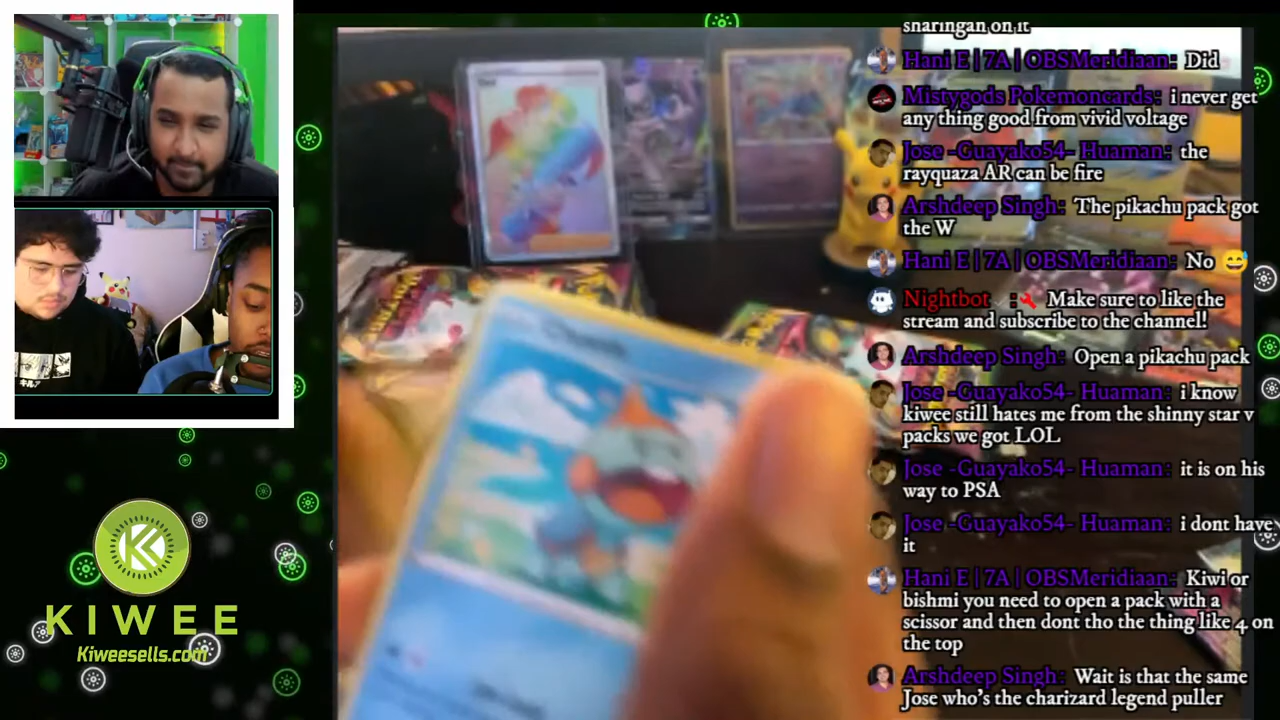 sharingan on it
Hani E | 7A | OBSMeridiaan: Did
Mistygods Pokemoncards: i never get
any thing good from vivid voltage
Jose -Guayako54- Huaman: the
rayquaza AR can be fire
Arshdeep Singh: The pikachu pack got
the W
Hani E | 7A | OBSMeridiaan: No 😅
Nightbot : 🔧 Make sure to like the
stream and subscribe to the channel!
Arshdeep Singh: Open a pikachu pack
Jose -Guayako54- Huaman: i know
kiwee still hates me from the shinny star v
packs we got LOL
Jose -Guayako54- Huaman: it is on his
way to PSA
Jose -Guayako54- Huaman: i dont have
it
Hani E | 7A | OBSMeridiaan: Kiwi or
bishmi you need to open a pack with a
scissor and then dont tho the thing like 4 on
the top
Arshdeep Singh: Wait is that the same
Jose who's the charizard legend puller
K
KIWEE
Kiweesells.com
キルア